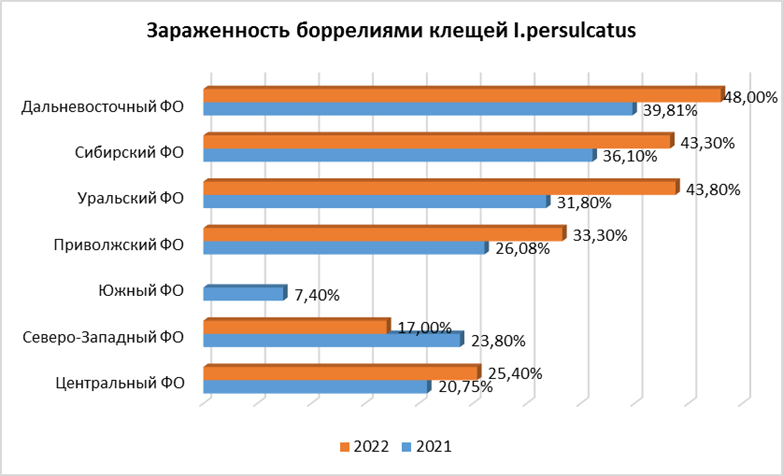 Зараженность боррелиями клещей I.persulcatus
Дальневосточный ФО
48,00%
39,81%
Сибирский ФО
43,30%
36,10%
Уральский ФО
43,80%
31,80%
Приволжский ФО
33,30%
26,08%
Южный ФО
7,40%
Северо-Западный ФО
17,00%
23,80%
Центральный ФО
25,40%
20,75%
2022 2021